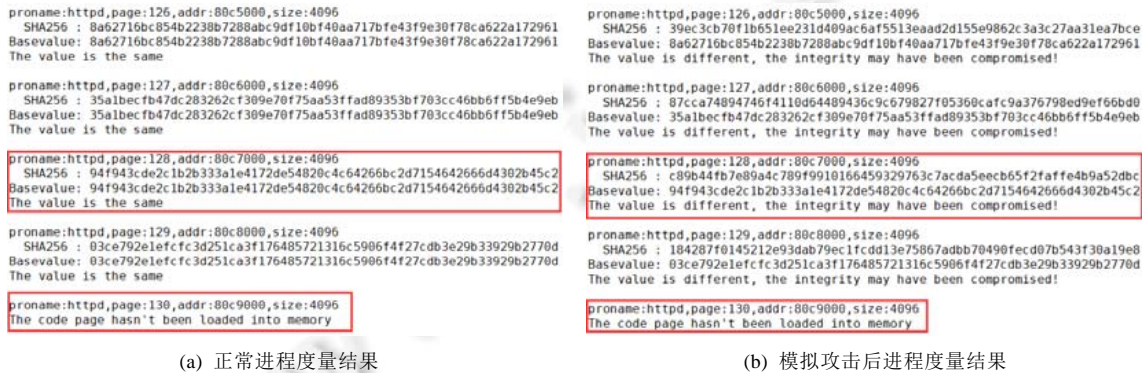 proname:httpd,page:126,addr:80c5000,size:4096
SHA256 : 8a62716bc854b2238b7288abc9df10bf40aa717bfe43f9e30f78ca622a172961
Basevalue: 8a62716bc854b2238b7288abc9df10bf40aa717bfe43f9e30f78ca622a172961
The value is the same
proname:httpd,page:127,addr:80c6000,size:4096
SHA256 : 35a1becfb47dc283262cf309e70f75aa53ffad89353bf703cc46bb6ff5b4e9eb
Basevalue: 35a1becfb47dc283262cf309e70f75aa53ffad89353bf703cc46bb6ff5b4e9eb
The value is the same
proname:httpd,page:128,addr:80c7000,size:4096
SHA256 : 94f943cde2c1b2b333a1e4172de54820c4c64266bc2d7154642666d4302b45c2
Basevalue: 94f943cde2c1b2b333a1e4172de54820c4c64266bc2d7154642666d4302b45c2
The value is the same
proname:httpd,page:129,addr:80c8000,size:4096
SHA256 : 03ce792e1efcfc3d251ca3f176485721316c5906f4f27cdb3e29b33929b2770d
Basevalue: 03ce792e1efcfc3d251ca3f176485721316c5906f4f27cdb3e29b33929b2770d
The value is the same
proname:httpd,page:130,addr:80c9000,size:4096
The code page hasn't been loaded into memory
(a) 正常进程度量结果
proname:httpd,page:126,addr:80c5000,size:4096
SHA256 : 39ec3cb70f1b651ee231d409ac6af5513eaad2d155e9862c3a3c27aa31ea7bce
Basevalue: 8a62716bc854b2238b7288abc9df10bf40aa717bfe43f9e30f78ca622a172961
The value is different, the integrity may have been compromised!
proname:httpd,page:127,addr:80c6000,size:4096
SHA256 : 87cca74894746f4110d64489436c9c679827f05360cafc9a376798ed9ef66bd0
Basevalue: 35a1becfb47dc283262cf309e70f75aa53ffad89353bf703cc46bb6ff5b4e9eb
The value is different, the integrity may have been compromised!
proname:httpd,page:128,addr:80c7000,size:4096
SHA256 : c89b44fb7e89a4c789f9910166459329763c7acda5eecb65f2faffe4b9a52dbc
Basevalue: 94f943cde2c1b2b333a1e4172de54820c4c64266bc2d7154642666d4302b45c2
The value is different, the integrity may have been compromised!
proname:httpd,page:129,addr:80c8000,size:4096
SHA256 : 184287f0145212e93dab79ec1fcdd13e75867adbb70490fecd07b543f30a19e8
Basevalue: 03ce792e1efcfc3d251ca3f176485721316c5906f4f27cdb3e29b33929b2770d
The value is different, the integrity may have been compromised!
proname:httpd,page:130,addr:80c9000,size:4096
The code page hasn't been loaded into memory
(b) 模拟攻击后进程度量结果